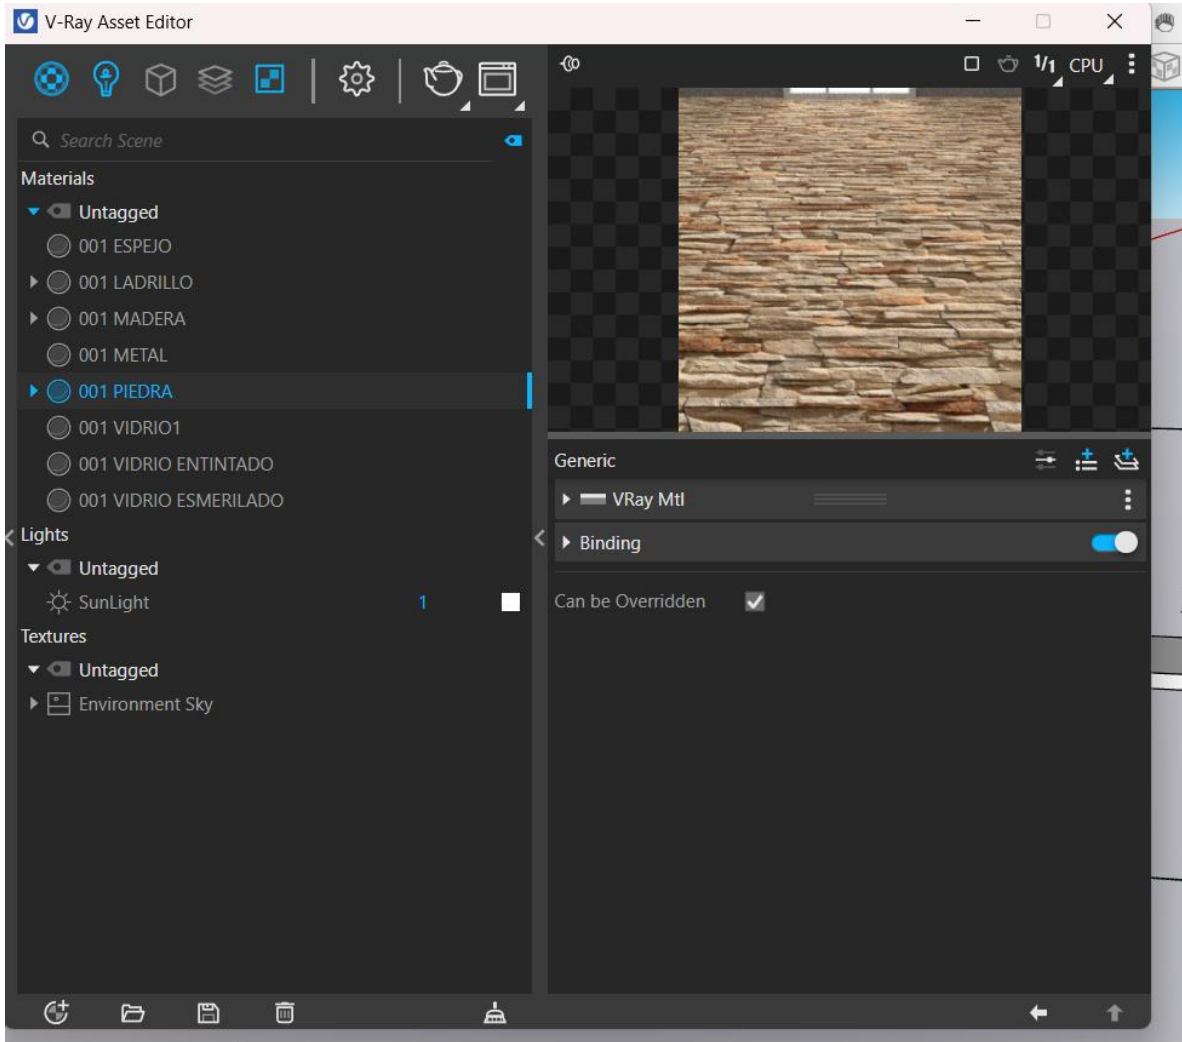 V-Ray Asset Editor
1/1 CPU
Search Scene
Materials
Untagged
001 ESPEJO
001 LADRILLO
001 MADERA
001 METAL
001 PIEDRA
001 VIDRIO1
001 VIDRIO ENTINTADO
001 VIDRIO ESMERILADO
Lights
Untagged
SunLight 1
Textures
Untagged
Environment Sky
Generic
VRay Mtl
Binding
Can be Overridden